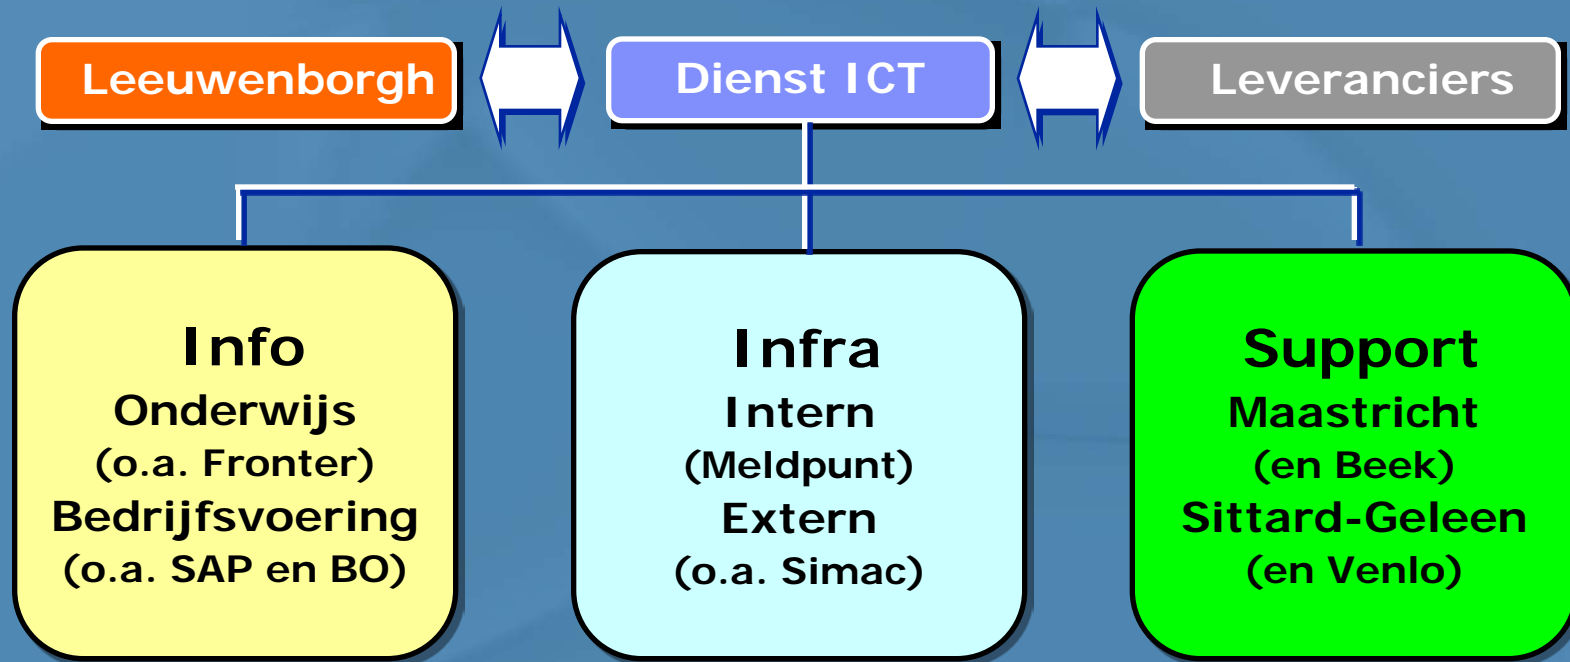 Leeuwenborgh
Dienst ICT
Leveranciers
Info
Onderwijs
(o.a. Fronter)
Bedrijfsvoering
(o.a. SAP en BO)
Infra
Intern
(Meldpunt)
Extern
(o.a. Simac)
Support
Maastricht
(en Beek)
Sittard-Geleen
(en Venlo)